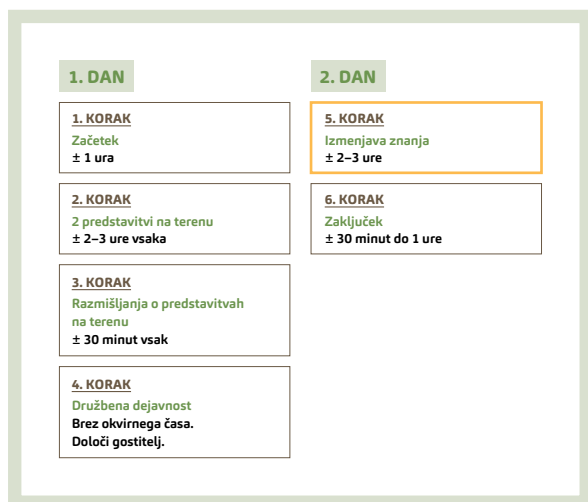 1. DAN
1. KORAK
Začetek
± 1 ura
2. KORAK
2 predstavitvi na terenu
± 2–3 ure vsaka
3. KORAK
Razmišljanja o predstavitvah
na terenu
± 30 minut vsak
4. KORAK
Družbena dejavnost
Brez okvirnega časa.
Določi gostitelj.
2. DAN
5. KORAK
Izmenjava znanja
± 2–3 ure
6. KORAK
Zaključek
± 30 minut do 1 ure